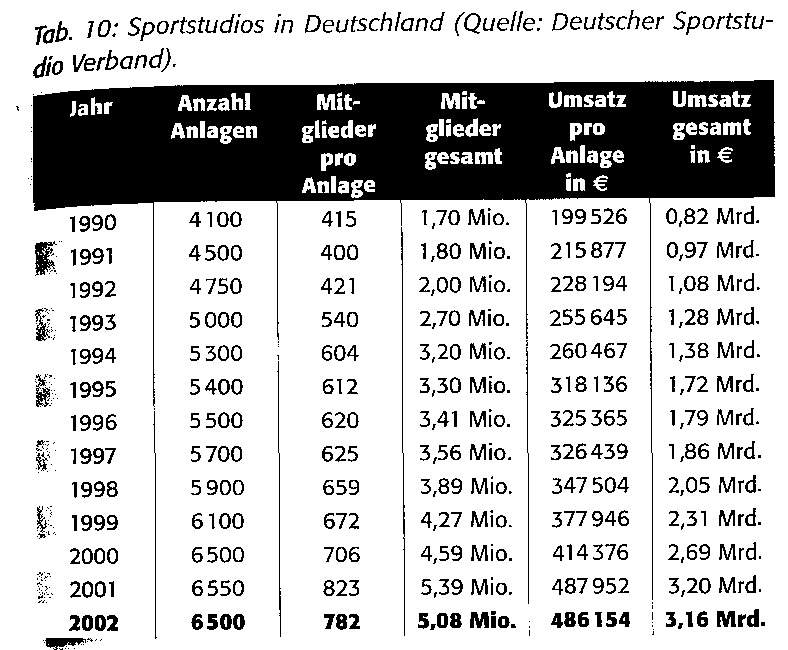 Tab. 10: Sportstudios in Deutschland (Quelle: Deutscher Sportstu-
dio Verband).
Jahr Anzahl Anlagen Mit-glieder pro Anlage Mit-glieder gesamt Umsatz pro Anlage in € Umsatz gesamt in €
1990 4100 415 1,70 Mio. 199526 0,82 Mrd.
1991 4500 400 1,80 Mio. 215877 0,97 Mrd.
1992 4750 421 2,00 Mio. 228194 1,08 Mrd.
1993 5000 540 2,70 Mio. 255645 1,28 Mrd.
1994 5300 604 3,20 Mio. 260467 1,38 Mrd.
1995 5400 612 3,30 Mio. 318136 1,72 Mrd.
1996 5500 620 3,41 Mio. 325365 1,79 Mrd.
1997 5700 625 3,56 Mio. 326439 1,86 Mrd.
1998 5900 659 3,89 Mio. 347504 2,05 Mrd.
1999 6100 672 4,27 Mio. 377946 2,31 Mrd.
2000 6500 706 4,59 Mio. 414376 2,69 Mrd.
2001 6550 823 5,39 Mio. 487952 3,20 Mrd.
2002 6500 782 5,08 Mio. 486154 3,16 Mrd.